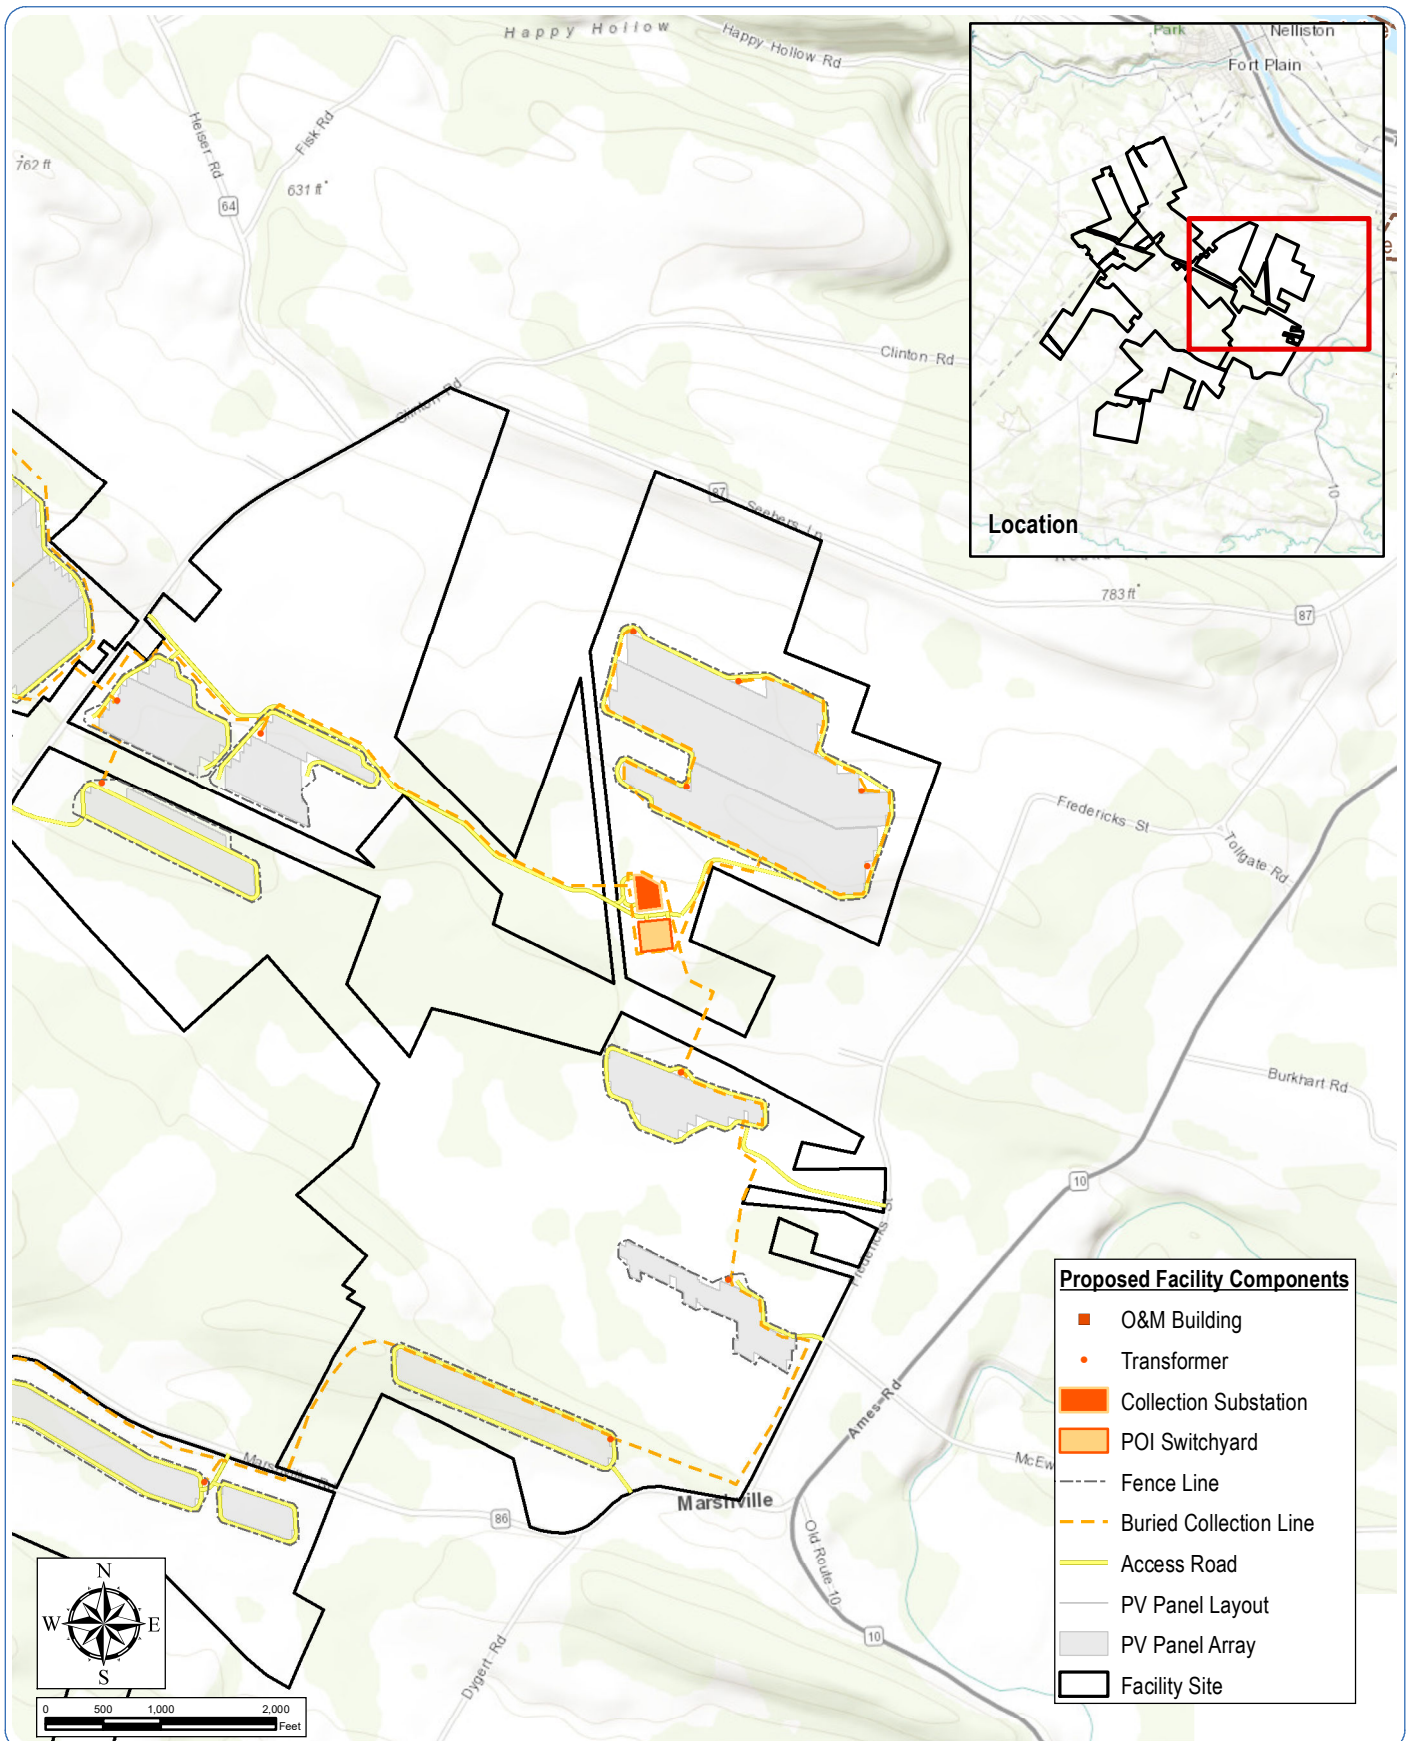 Happy Hollow
Happy Hollow Rd
Park
Nelliston
Fort Plain
Heiser Rd
Fisk Rd
762 ft
631 ft
64
Clinton Rd
Clinton Rd
10
Location
87
Seebers Ln
783 ft
87
Fredericks St
Tollgate Rd
Burkhart Rd
10
Fredericks St
Ames Rd
McEw
Marshville
86
Old Route 10
10
Dygert Rd
Proposed Facility Components
O&M Building
Transformer
Collection Substation
POI Switchyard
Fence Line
Buried Collection Line
Access Road
PV Panel Layout
PV Panel Array
Facility Site
N
W E
S
0 500 1,000 2,000
Feet